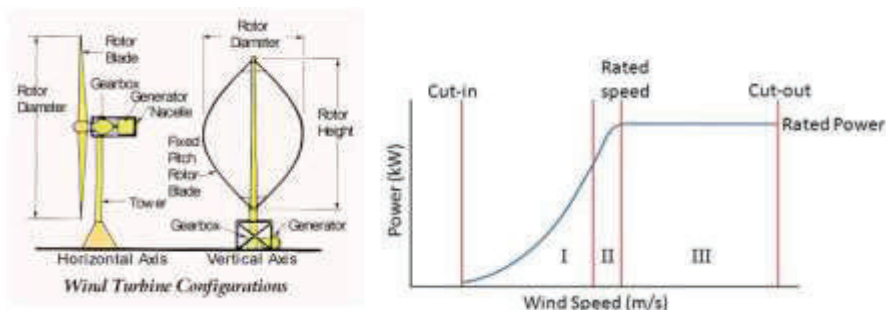 Rotor
Blade
Gearbox
Rotor
Diameter
Generator
Nacelle
Tower
Horizontal Axis
Rotor
Diameter
Rotor
Height
Fixed
Pitch
Rotor
Blade
Gearbox
Generator
Vertical Axis
Wind Turbine Configurations
Cut-in
Rated
speed
Cut-out
Rated Power
Power (kW)
I
II
III
Wind Speed (m/s)